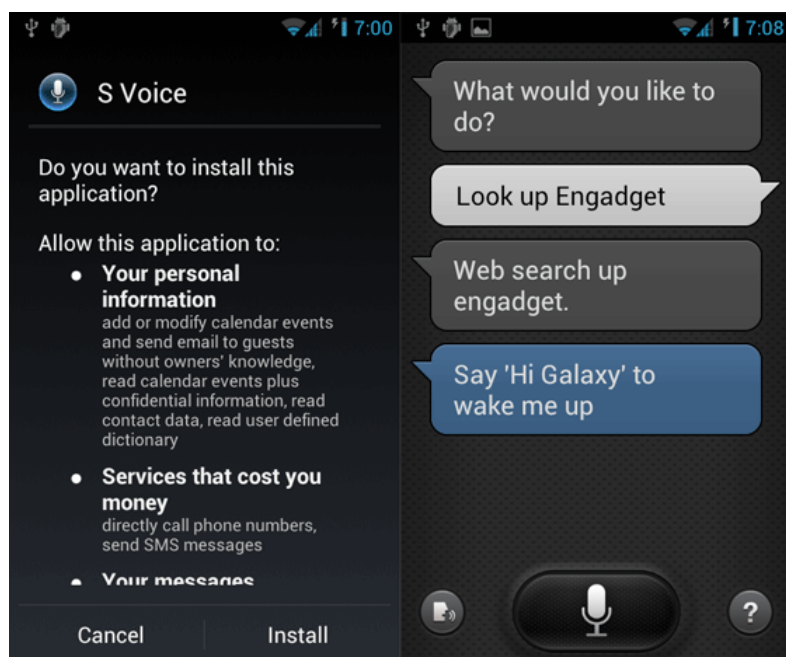 7:00
S Voice
Do you want to install this
application?
Allow this application to:
• Your personal
information
add or modify calendar events
and send email to guests
without owners' knowledge,
read calendar events plus
confidential information, read
contact data, read user defined
dictionary
• Services that cost you
money
directly call phone numbers,
send SMS messages
• Your messages
Cancel
Install
7:08
What would you like to
do?
Look up Engadget
Web search up
engadget.
Say 'Hi Galaxy' to
wake me up
?